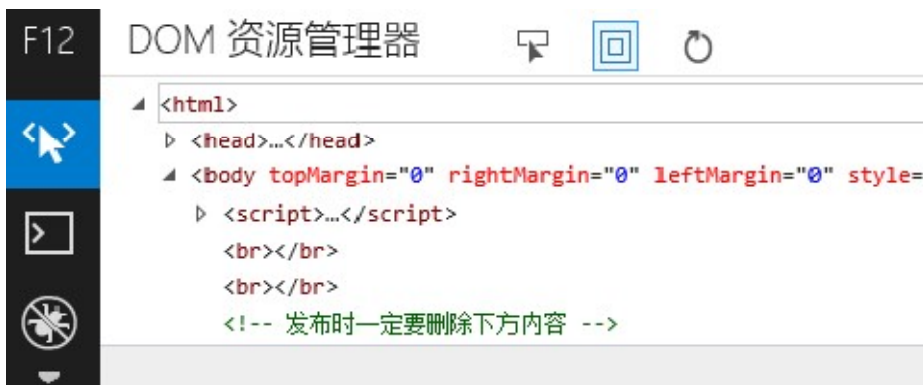 F12 DOM 资源管理器
<html>
<head>…</head>
<body topMargin="0" rightMargin="0" leftMargin="0" style=
<script>…</script>
<br></br>
<br></br>
<!-- 发布时一定要删除下方内容 -->